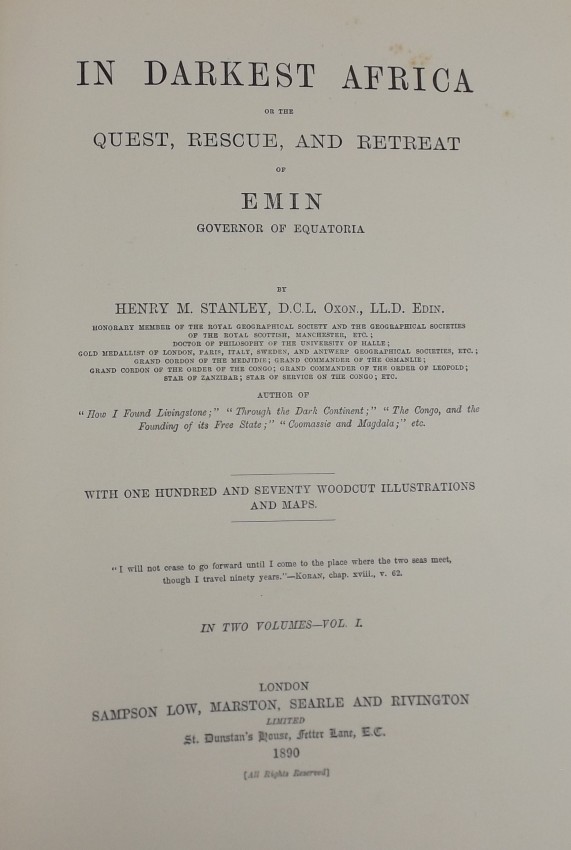 IN DARKEST AFRICA
OR THE
QUEST, RESCUE, AND RETREAT
OF
EMIN
GOVERNOR OF EQUATORIA
BY
HENRY M. STANLEY, D.C.L. OXON., LL.D. EDIN.
HONORARY MEMBER OF THE ROYAL GEOGRAPHICAL SOCIETY AND THE GEOGRAPHICAL SOCIETIES
OF THE ROYAL SCOTTISH, MANCHESTER, ETC.;
DOCTOR OF PHILOSOPHY OF THE UNIVERSITY OF HALLE;
GOLD MEDALLIST OF LONDON, PARIS, ITALY, SWEDEN, AND ANTWERP GEOGRAPHICAL SOCIETIES, ETC.;
GRAND CORDON OF THE MEDJIDIE; GRAND COMMANDER OF THE OSMANLIE;
GRAND CORDON OF THE ORDER OF THE CONGO; GRAND COMMANDER OF THE ORDER OF LEOPOLD;
STAR OF ZANZIBAR; STAR OF SERVICE ON THE CONGO; ETC.
AUTHOR OF
"How I Found Livingstone;" "Through the Dark Continent;" "The Congo, and the
Founding of its Free State;" "Coomassie and Magdala;" etc.
WITH ONE HUNDRED AND SEVENTY WOODCUT ILLUSTRATIONS
AND MAPS.
"I will not cease to go forward until I come to the place where the two seas meet,
though I travel ninety years."—KORAN, chap. xviii., v. 62.
IN TWO VOLUMES—VOL. I.
LONDON
SAMPSON LOW, MARSTON, SEARLE AND RIVINGTON
LIMITED
St. Dunstan's House, Fetter Lane, E.C.
1890
[All Rights Reserved]